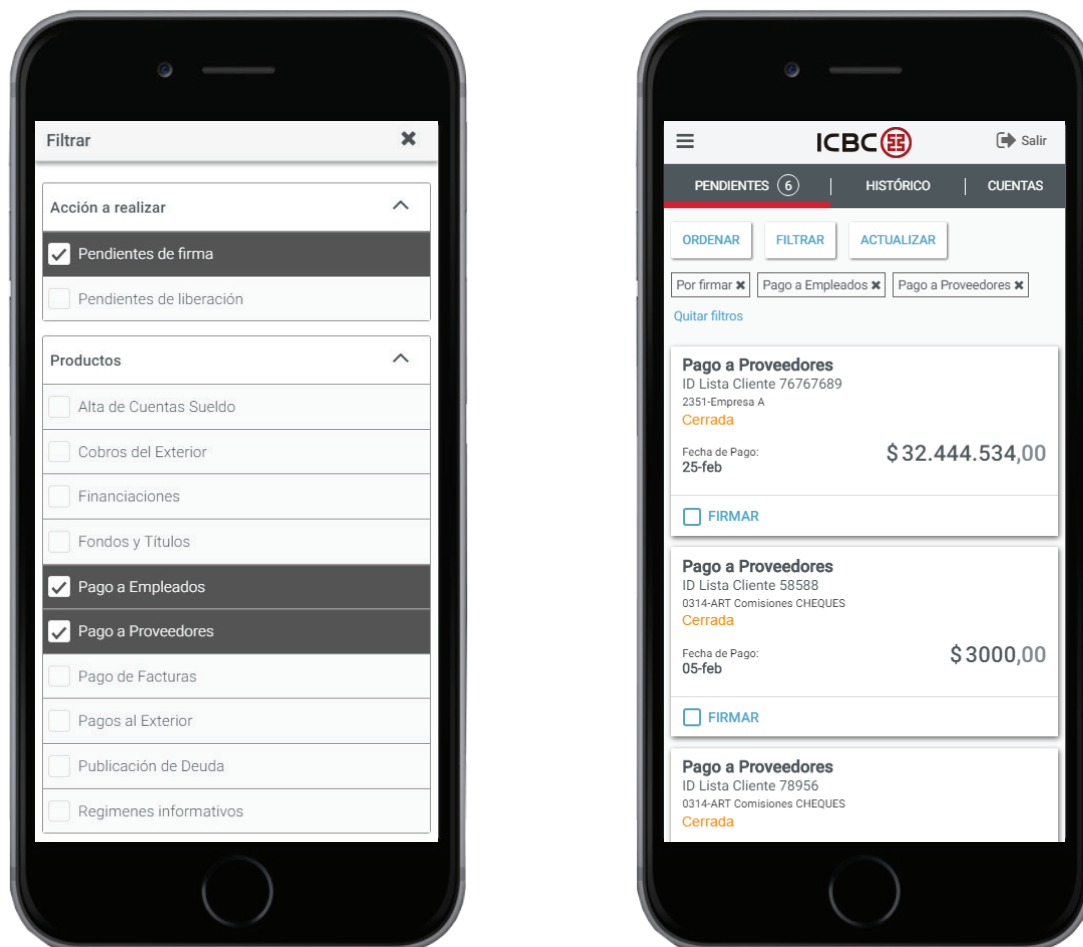 Filtrar
Acción a realizar
Pendientes de firma
Pendientes de liberación
Productos
Alta de Cuentas Sueldo
Cobros del Exterior
Financiaciones
Fondos y Títulos
Pago a Empleados
Pago a Proveedores
Pago de Facturas
Pagos al Exterior
Publicación de Deuda
Regimenes informativos
ICBC Salir
PENDIENTES 6 | HISTÓRICO | CUENTAS
ORDENAR FILTRAR ACTUALIZAR
Por firmar Pago a Empleados Pago a Proveedores
Quitar filtros
Pago a Proveedores
ID Lista Cliente 76767689
2351-Empresa A
Cerrada
Fecha de Pago:
25-feb $ 32.444.534,00
FIRMAR
Pago a Proveedores
ID Lista Cliente 58588
0314-ART Comisiones CHEQUES
Cerrada
Fecha de Pago:
05-feb $ 3000,00
FIRMAR
Pago a Proveedores
ID Lista Cliente 78956
0314-ART Comisiones CHEQUES
Cerrada